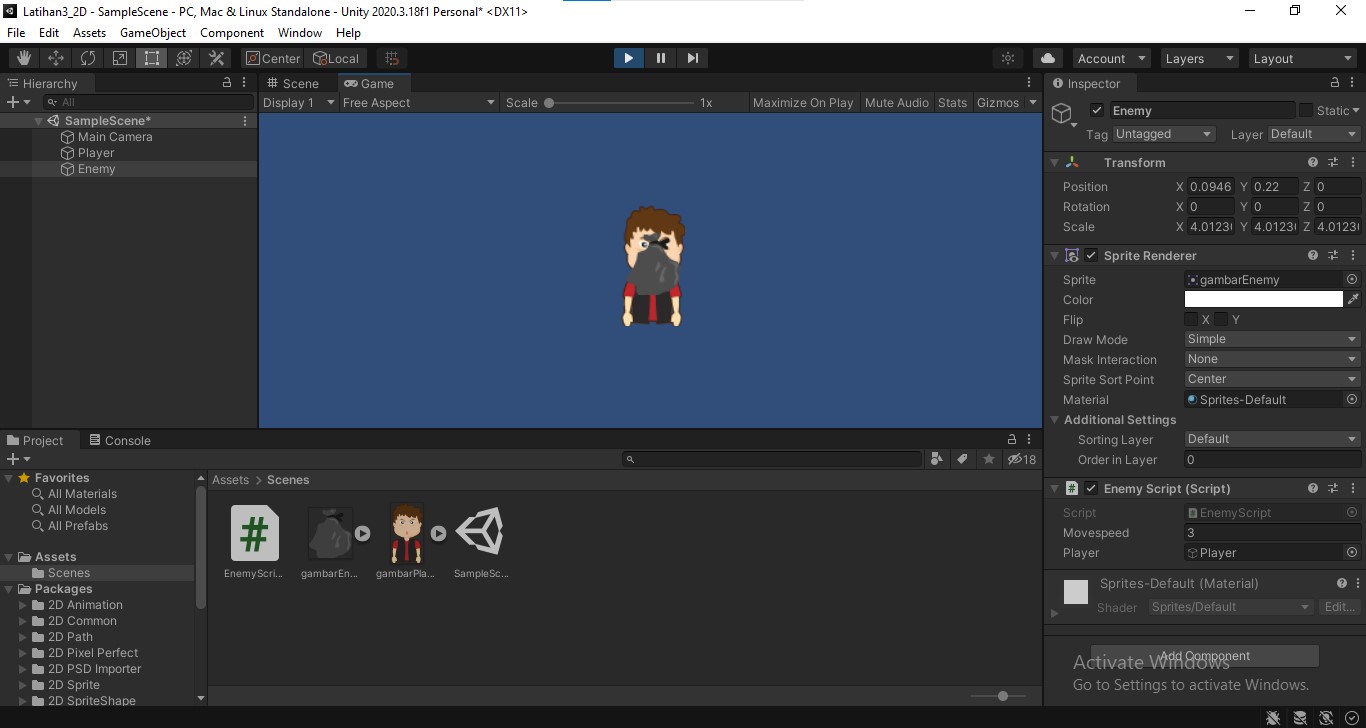 Latihan3_2D - SampleScene - PC, Mac & Linux Standalone - Unity 2020.3.18f1 Personal* <DX11>
File Edit Assets GameObject Component Window Help
Center Local Account Layers Layout
Hierarchy
All
SampleScene*
Main Camera
Player
Enemy
Scene Game
Display 1 Free Aspect Scale 1x Maximize On Play Mute Audio Stats Gizmos
Inspector
Enemy Static
Tag Untagged Layer Default
Transform
Position X 0.0946 Y 0.22 Z 0
Rotation X 0 Y 0 Z 0
Scale X 4.0123 Y 4.0123 Z 4.0123
Sprite Renderer
Sprite gambarEnemy
Color
Flip X Y
Draw Mode Simple
Mask Interaction None
Sprite Sort Point Center
Material Sprites-Default
Additional Settings
Sorting Layer Default
Order in Layer 0
# Enemy Script (Script)
Script EnemyScript
Movespeed 3
Player Player
Sprites-Default (Material)
Shader Sprites/Default Edit...
Add Component
Activate Windows
Go to Settings to activate Windows.
Project Console
18
Favorites
All Materials
All Models
All Prefabs
Assets
Scenes
Packages
2D Animation
2D Common
2D Path
2D Pixel Perfect
2D PSD Importer
2D Sprite
2D SpriteShape
Assets > Scenes
#
EnemyScri... gambarEn... gambarPla... SampleSc...